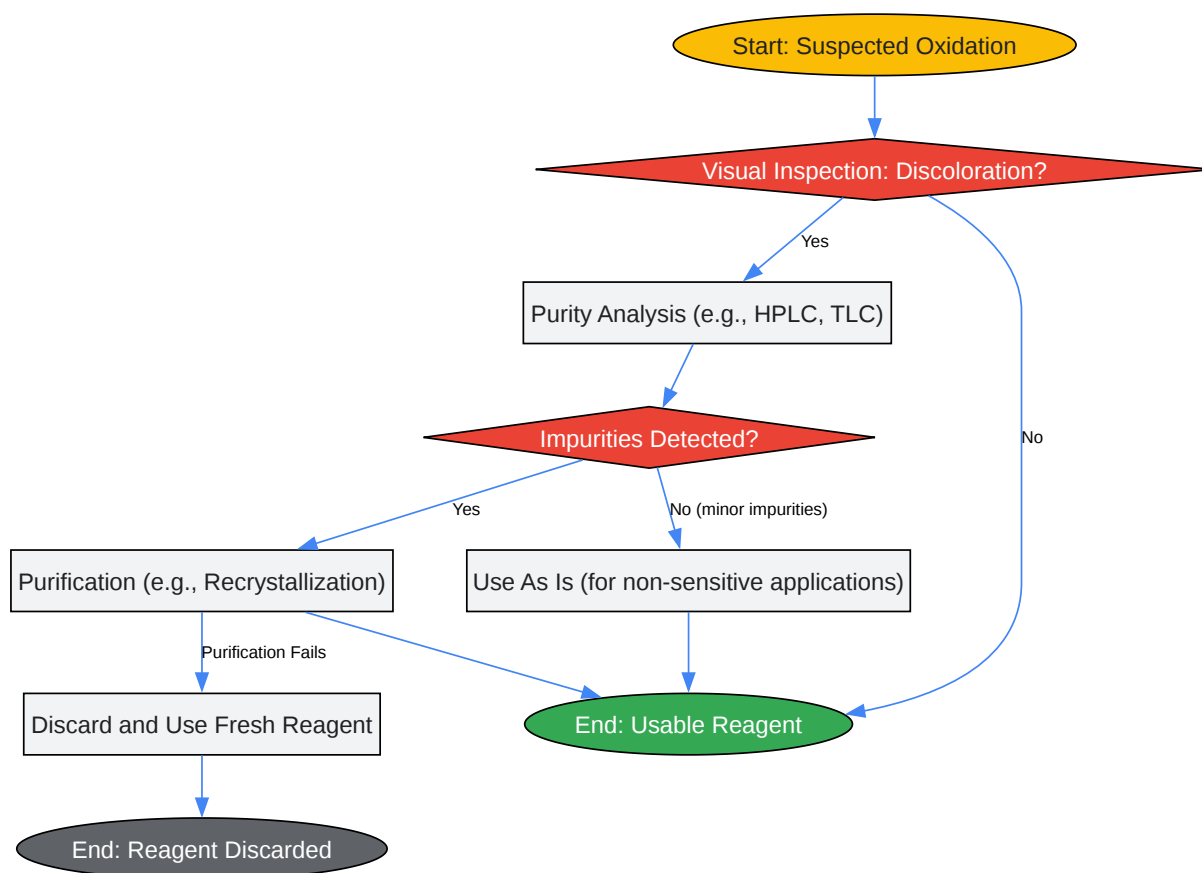 Start: Suspected Oxidation
Visual Inspection: Discoloration?
Yes
Purity Analysis (e.g., HPLC, TLC)
Impurities Detected?
No
Yes
No (minor impurities)
Purification (e.g., Recrystallization)
Use As Is (for non-sensitive applications)
Purification Fails
Discard and Use Fresh Reagent
End: Usable Reagent
End: Reagent Discarded